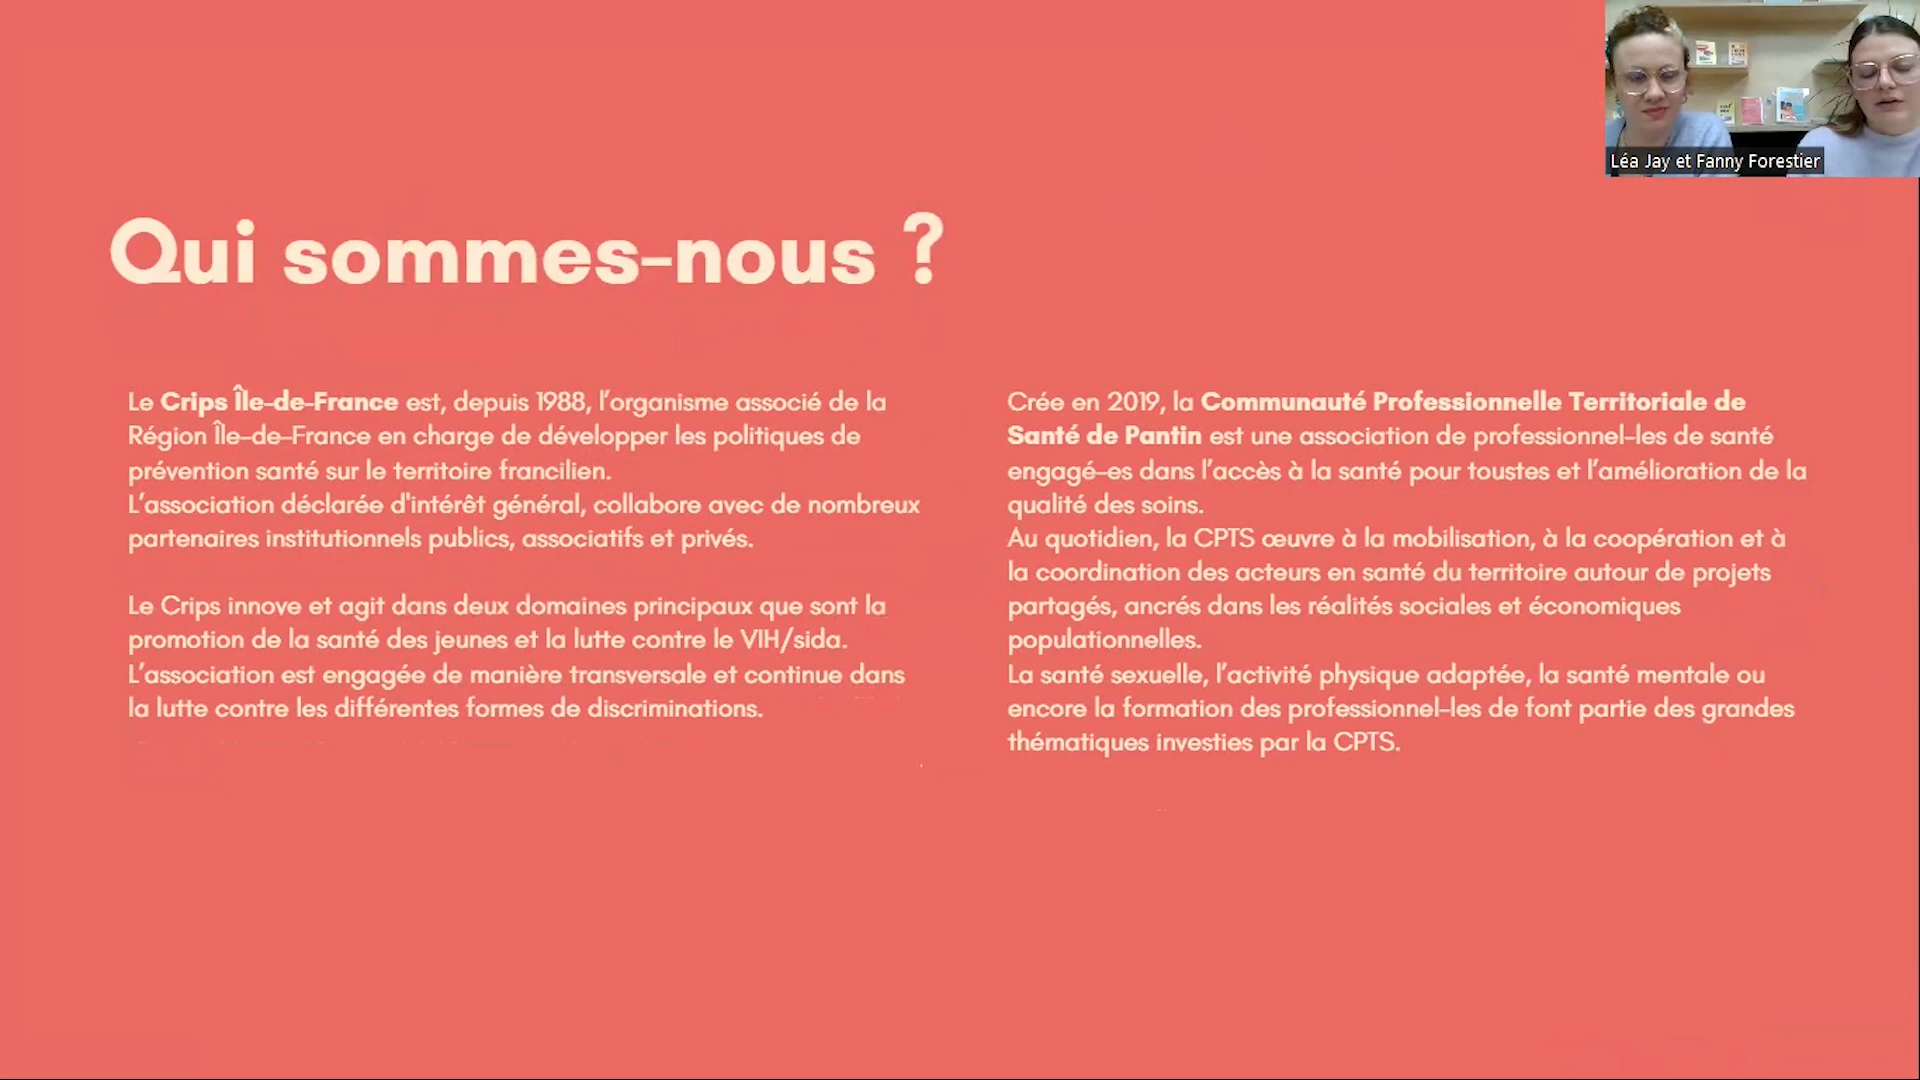 Léa Jay et Fanny Forestier
Qui sommes-nous ?
Le Crips Île-de-France est, depuis 1988, l’organisme associé de la
Région Île-de-France en charge de développer les politiques de
prévention santé sur le territoire francilien.
L’association déclarée d'intérêt général, collabore avec de nombreux
partenaires institutionnels publics, associatifs et privés.
Le Crips innove et agit dans deux domaines principaux que sont la
promotion de la santé des jeunes et la lutte contre le VIH/sida.
L’association est engagée de manière transversale et continue dans
la lutte contre les différentes formes de discriminations.
Crée en 2019, la Communauté Professionnelle Territoriale de
Santé de Pantin est une association de professionnel-les de santé
engagé-es dans l’accès à la santé pour toustes et l’amélioration de la
qualité des soins.
Au quotidien, la CPTS œuvre à la mobilisation, à la coopération et à
la coordination des acteurs en santé du territoire autour de projets
partagés, ancrés dans les réalités sociales et économiques
populationnelles.
La santé sexuelle, l’activité physique adaptée, la santé mentale ou
encore la formation des professionnel-les de font partie des grandes
thématiques investies par la CPTS.